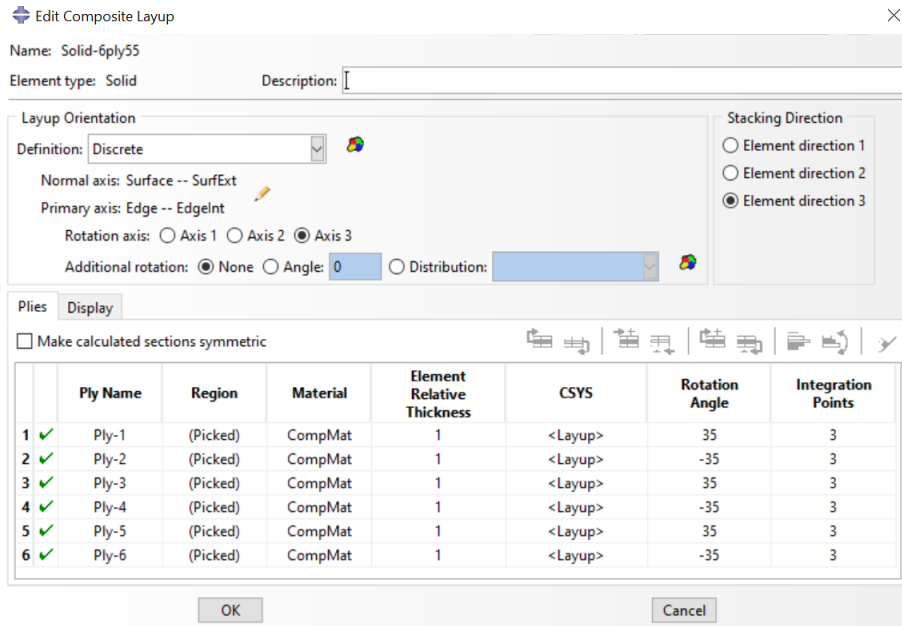 Edit Composite Layup
Name: Solid-6ply55
Element type: Solid Description:
Layup Orientation
Definition: Discrete
Normal axis: Surface -- SurfExt
Primary axis: Edge -- EdgeInt
Rotation axis: Axis 1 Axis 2 Axis 3
Additional rotation: None Angle: 0 Distribution:
Stacking Direction
Element direction 1
Element direction 2
Element direction 3
Plies Display
Make calculated sections symmetric
Ply Name Region Material Element Relative Thickness CSYS Rotation Angle Integration Points
1 Ply-1 (Picked) CompMat 1 <Layup> 35 3
2 Ply-2 (Picked) CompMat 1 <Layup> -35 3
3 Ply-3 (Picked) CompMat 1 <Layup> 35 3
4 Ply-4 (Picked) CompMat 1 <Layup> -35 3
5 Ply-5 (Picked) CompMat 1 <Layup> 35 3
6 Ply-6 (Picked) CompMat 1 <Layup> -35 3
OK Cancel